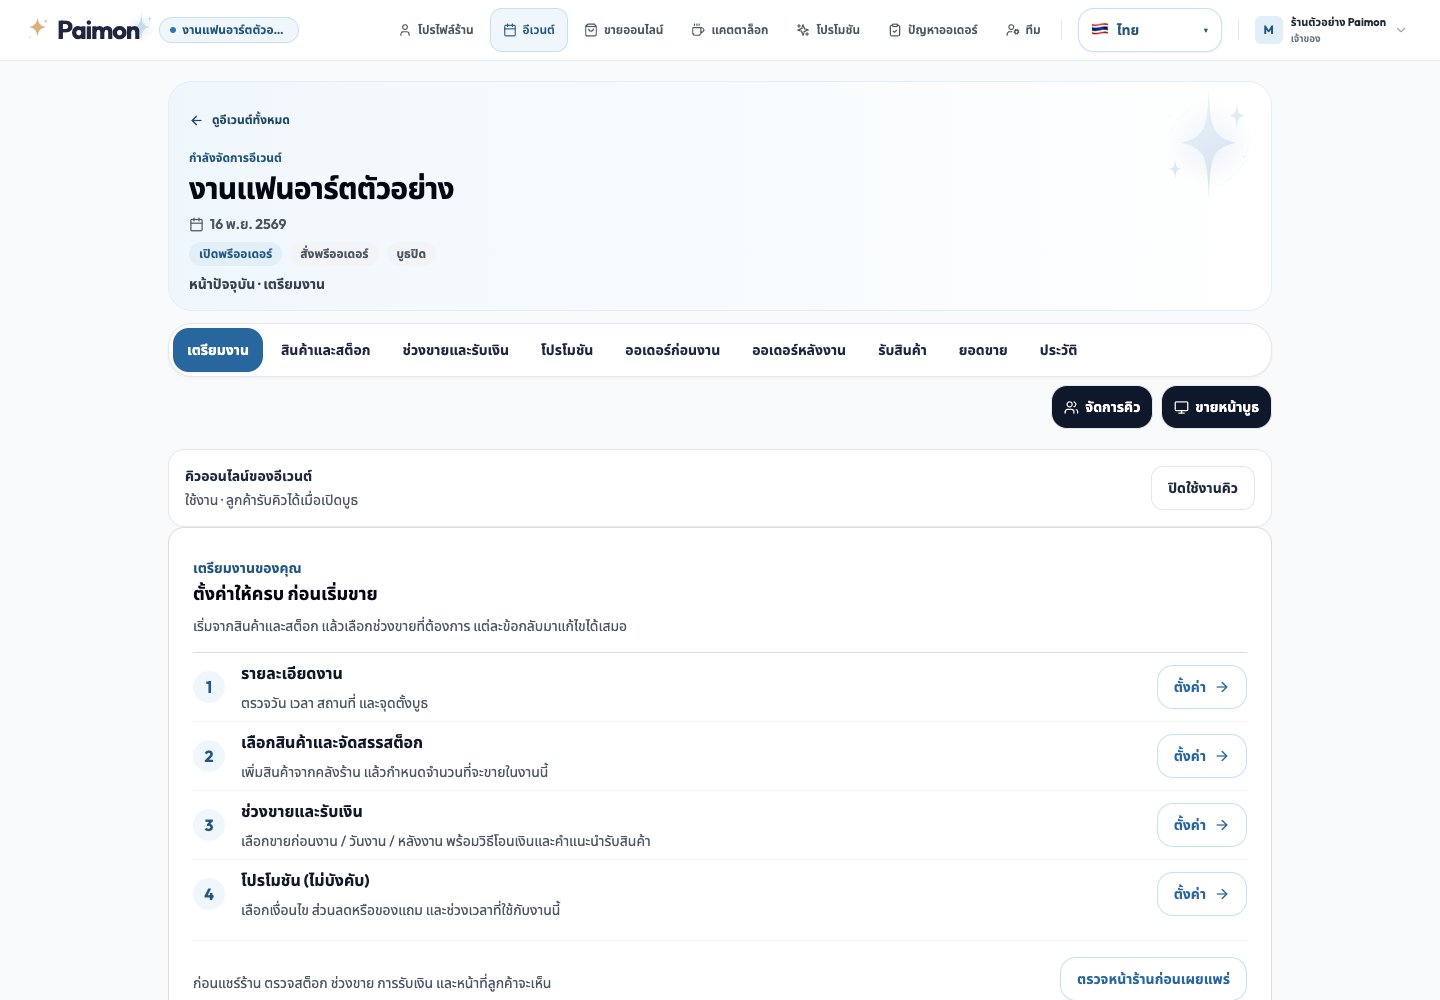 Paimon
งานแฟนอาร์ตตัวอ...
โปรไฟล์ร้าน
อีเวนต์
ขายออนไลน์
แคตตาล็อก
โปรโมชัน
ปัญหาออเดอร์
ทีม
ไทย
M
ร้านตัวอย่าง Paimon
เจ้าของ
ดูอีเวนต์ทั้งหมด
กำลังจัดการอีเวนต์
งานแฟนอาร์ตตัวอย่าง
16 พ.ย. 2569
เปิดพรีออเดอร์ สั่งพรีออเดอร์ บูธปิด
หน้าปัจจุบัน · เตรียมงาน
เตรียมงาน สินค้าและสต็อก ช่วงขายและรับเงิน โปรโมชัน ออเดอร์ก่อนงาน ออเดอร์หลังงาน รับสินค้า ยอดขาย ประวัติ
จัดการคิว ขายหน้าบูธ
คิวออนไลน์ของอีเวนต์
ใช้งาน · ลูกค้ารับคิวได้เมื่อเปิดบูธ
ปิดใช้งานคิว
เตรียมงานของคุณ
ตั้งค่าให้ครบ ก่อนเริ่มขาย
เริ่มจากสินค้าและสต็อก แล้วเลือกช่วงขายที่ต้องการ แต่ละข้อกลับมาแก้ไขได้เสมอ
1 รายละเอียดงาน
ตรวจวัน เวลา สถานที่ และจุดตั้งบูธ
ตั้งค่า
2 เลือกสินค้าและจัดสรรสต็อก
เพิ่มสินค้าจากคลังร้าน แล้วกำหนดจำนวนที่จะขายในงานนี้
ตั้งค่า
3 ช่วงขายและรับเงิน
เลือกขายก่อนงาน / วันงาน / หลังงาน พร้อมวิธีโอนเงินและคำแนะนำรับสินค้า
ตั้งค่า
4 โปรโมชัน (ไม่บังคับ)
เลือกเงื่อนไข ส่วนลดหรือของแถม และช่วงเวลาที่ใช้กับงานนี้
ตั้งค่า
ก่อนแชร์ร้าน ตรวจสต็อก ช่วงขาย การรับเงิน และหน้าที่ลูกค้าจะเห็น
ตรวจหน้าร้านก่อนเผยแพร่